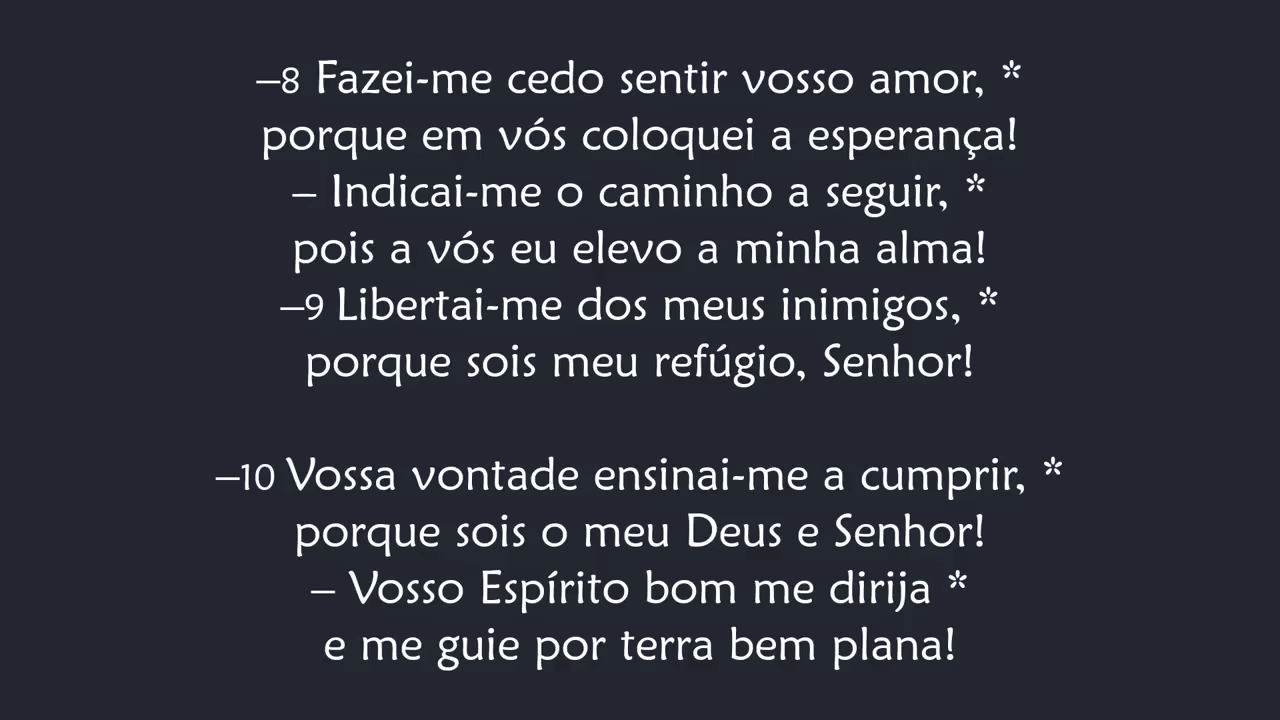 –8 Fazei-me cedo sentir vosso amor, *
porque em vós coloquei a esperança!
– Indicai-me o caminho a seguir, *
pois a vós eu elevo a minha alma!
–9 Libertai-me dos meus inimigos, *
porque sois meu refúgio, Senhor!
–10 Vossa vontade ensinai-me a cumprir, *
porque sois o meu Deus e Senhor!
– Vosso Espírito bom me dirija *
e me guie por terra bem plana!